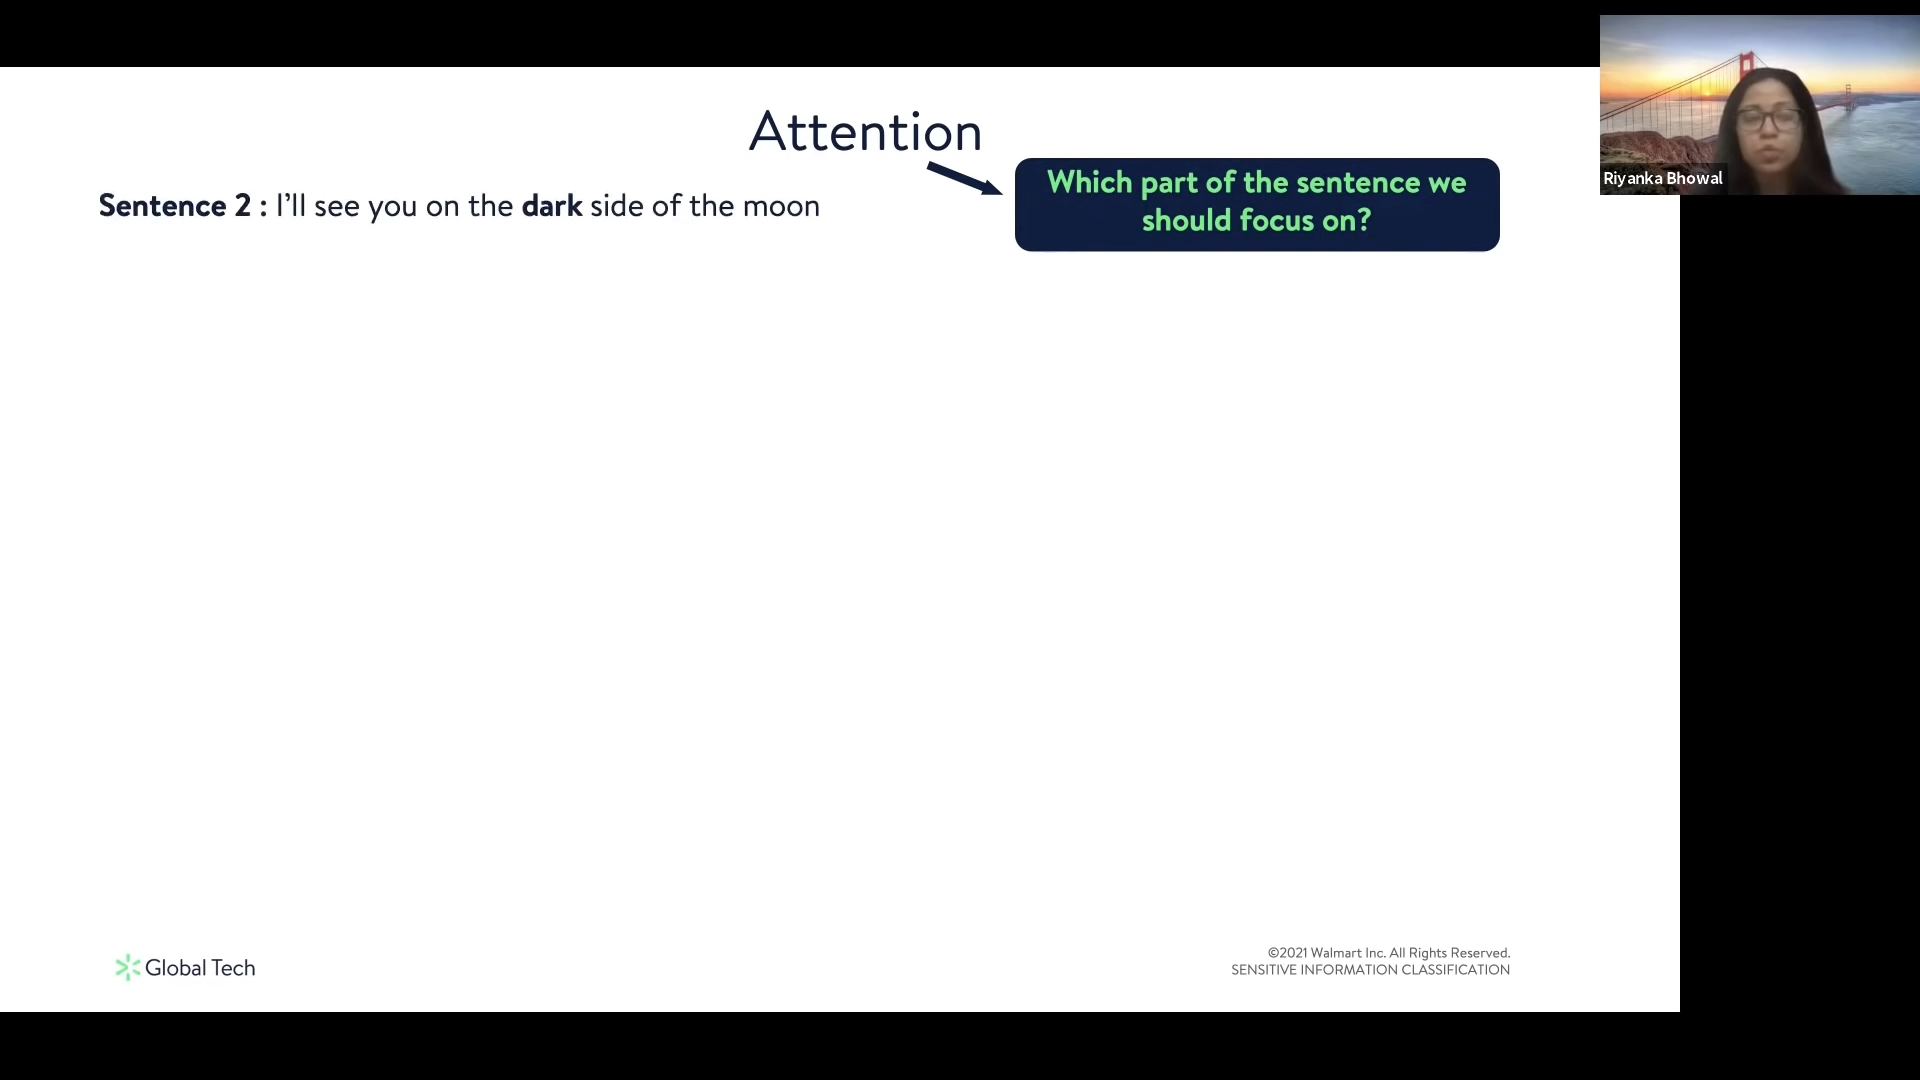 Attention
Which part of the sentence we
should focus on?
Sentence 2 : I'll see you on the dark side of the moon
Riyanka Bhowal
Global Tech
©2021 Walmart Inc. All Rights Reserved.
SENSITIVE INFORMATION CLASSIFICATION